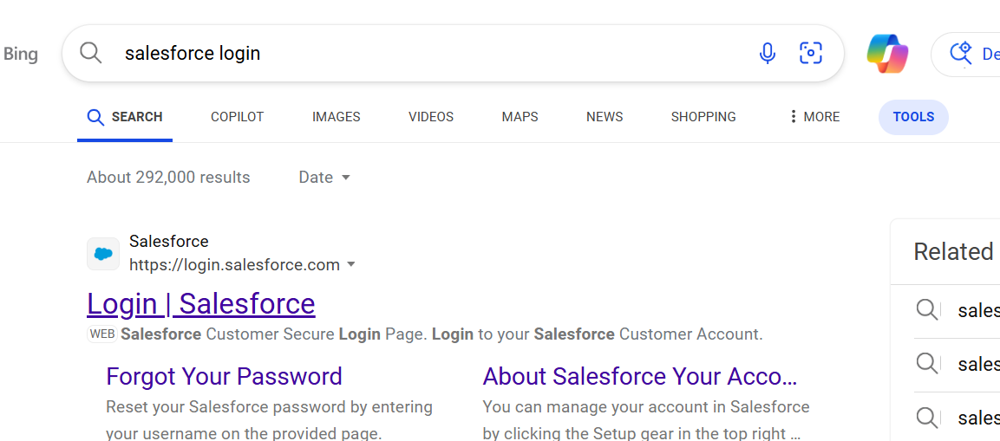 Bing
salesforce login
De
SEARCH COPILOT IMAGES VIDEOS MAPS NEWS SHOPPING MORE TOOLS
About 292,000 results Date
Salesforce
https://login.salesforce.com
Login | Salesforce
WEB Salesforce Customer Secure Login Page. Login to your Salesforce Customer Account.
Forgot Your Password
Reset your Salesforce password by entering
your username on the provided page.
About Salesforce Your Acco...
You can manage your account in Salesforce
by clicking the Setup gear in the top right ...
Related
sales
sales
sales